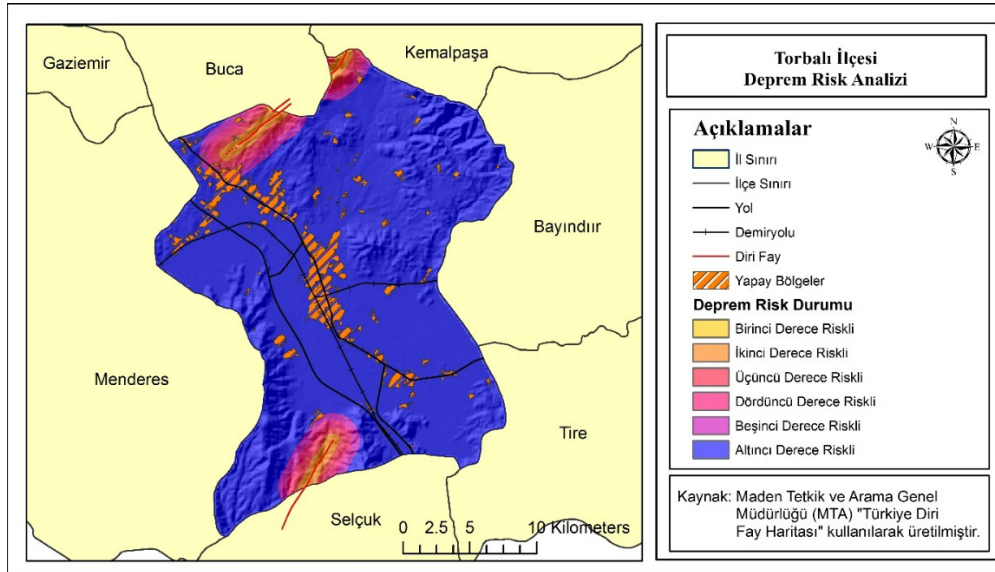 Gaziemir
Buca
Kemalpaşa
Bayındıır
Menderes
Tire
Selçuk
0 2.5 5 10 Kilometers
Torbalı İlçesi
Deprem Risk Analizi
Açıklamalar
N
W E
S
İl Sınırı
İlçe Sınırı
Yol
Demiryolu
Diri Fay
Yapay Bölgeler
Deprem Risk Durumu
Birinci Derece Riskli
İkinci Derece Riskli
Üçüncü Derece Riskli
Dördüncü Derece Riskli
Beşinci Derece Riskli
Altıncı Derece Riskli
Kaynak: Maden Tetkik ve Arama Genel
Müdürlüğü (MTA) "Türkiye Diri
Fay Haritası" kullanılarak üretilmiştir.